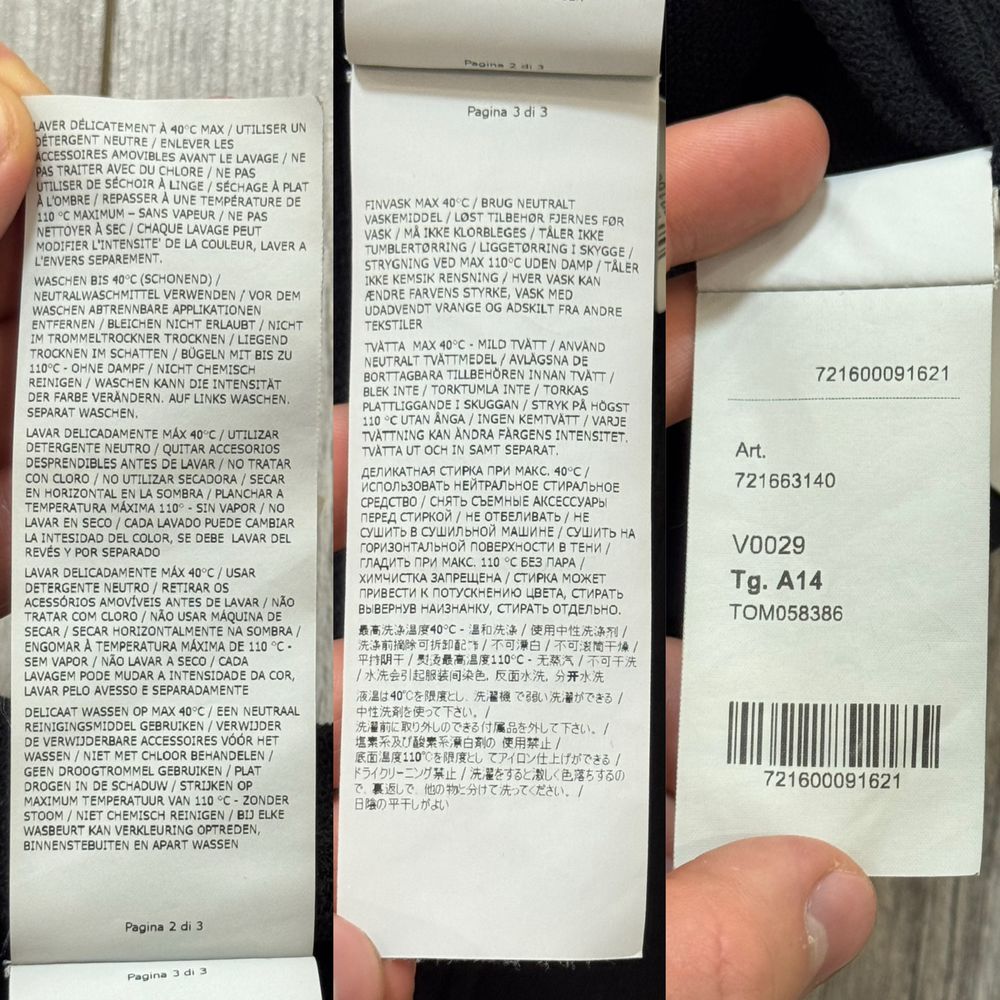 LAVER DÉLICATEMENT À 40°C MAX / UTILISER UN
DÉTERGENT NEUTRE / ENLEVER LES
ACCESSOIRES AMOVIBLES AVANT LE LAVAGE / NE
PAS TRAITER AVEC DU CHLORE / NE PAS
UTILISER DE SÉCHOIR À LINGE / SÉCHAGE À PLAT
À L'OMBRE / REPASSER À UNE TEMPÉRATURE DE
110 °C MAXIMUM – SANS VAPEUR / NE PAS
NETTOYER À SEC / CHAQUE LAVAGE PEUT
MODIFIER L'INTENSITE' DE LA COULEUR, LAVER A
L'ENVERS SEPAREMENT.
WASCHEN BIS 40°C (SCHONEND) /
NEUTRALWASCHMITTEL VERWENDEN / VOR DEM
WASCHEN ABTRENNBARE APPLIKATIONEN
ENTFERNEN / BLEICHEN NICHT ERLAUBT / NICHT
IM TROMMELTROCKNER TROCKNEN / LIEGEND
TROCKNEN IM SCHATTEN / BÜGELN MIT BIS ZU
110°C - OHNE DAMPF / NICHT CHEMISCH
REINIGEN / WASCHEN KANN DIE INTENSITÄT
DER FARBE VERÄNDERN. AUF LINKS WASCHEN.
SEPARAT WASCHEN.
LAVAR DELICADAMENTE MÁX 40°C / UTILIZAR
DETERGENTE NEUTRO / QUITAR ACCESORIOS
DESPRENDIBLES ANTES DE LAVAR / NO TRATAR
CON CLORO / NO UTILIZAR SECADORA / SECAR
EN HORIZONTAL EN LA SOMBRA / PLANCHAR A
TEMPERATURA MÁXIMA 110° - SIN VAPOR / NO
LAVAR EN SECO / CADA LAVADO PUEDE CAMBIAR
LA INTESIDAD DEL COLOR, SE DEBE  LAVAR DEL
REVÉS Y POR SEPARADO
LAVAR DELICADAMENTE MÁX 40°C / USAR
DETERGENTE NEUTRO / RETIRAR OS
ACESSÓRIOS AMOVÍVEIS ANTES DE LAVAR / NÃO
TRATAR COM CLORO / NÃO USAR MÁQUINA DE
SECAR / SECAR HORIZONTALMENTE NA SOMBRA /
ENGOMAR À TEMPERATURA MÁXIMA DE 110 °C -
SEM VAPOR / NÃO LAVAR A SECO / CADA
LAVAGEM PODE MUDAR A INTENSIDADE DA COR,
LAVAR PELO AVESSO E SEPARADAMENTE
DELICAAT WASSEN OP MAX 40°C / EEN NEUTRAAL
REINIGINGSMIDDEL GEBRUIKEN / VERWIJDER
DE VERWIJDERBARE ACCESSOIRES VÓÓR HET
WASSEN / NIET MET CHLOOR BEHANDELEN /
GEEN DROOGTROMMEL GEBRUIKEN / PLAT
DROGEN IN DE SCHADUW / STRIJKEN OP
MAXIMUM TEMPERATUUR VAN 110 °C - ZONDER
STOOM / NIET CHEMISCH REINIGEN / BIJ ELKE
WASBEURT KAN VERKLEURING OPTREDEN,
BINNENSTEBUITEN EN APART WASSEN
Pagina 2 di 3
Pagina 3 di 3
Pagina 2 di 3
Pagina 3 di 3
FINVASK MAX 40°C / BRUG NEUTRALT
VASKEMIDDEL / LØST TILBEHØR FJERNES FØR
VASK / MÅ IKKE KLORBLEGES / TÅLER IKKE
TUMBLERTØRRING / LIGGETØRRING I SKYGGE /
STRYGNING VED MAX 110°C UDEN DAMP / TÅLER
IKKE KEMSIK RENSNING / HVER VASK KAN
ÆNDRE FARVENS STYRKE, VASK MED
UDADVENDT VRANGE OG ADSKILT FRA ANDRE
TEKSTILER
TVÄTTA  MAX 40°C - MILD TVÄTT / ANVÄND
NEUTRALT TVÄTTMEDEL / AVLÄGSNA DE
BORTTAGBARA TILLBEHÖREN INNAN TVÄTT /
BLEK INTE / TORKTUMLA INTE / TORKAS
PLATTLIGGANDE I SKUGGAN / STRYK PÅ HÖGST
110 °C UTAN ÅNGA / INGEN KEMTVÄTT / VARJE
TVÄTTNING KAN ÄNDRA FÄRGENS INTENSITET.
TVÄTTA UT OCH IN SAMT SEPARAT.
ДЕЛИКАТНАЯ СТИРКА ПРИ МАКС. 40°C /
ИСПОЛЬЗОВАТЬ НЕЙТРАЛЬНОЕ СТИРАЛЬНОЕ
СРЕДСТВО / СНЯТЬ СЪЕМНЫЕ АКСЕССУАРЫ
ПЕРЕД СТИРКОЙ / НЕ ОТБЕЛИВАТЬ / НЕ
СУШИТЬ В СУШИЛЬНОЙ МАШИНЕ / СУШИТЬ НА
ГОРИЗОНТАЛЬНОЙ ПОВЕРХНОСТИ В ТЕНИ /
ГЛАДИТЬ ПРИ МАКС. 110 °C БЕЗ ПАРА /
ХИМЧИСТКА ЗАПРЕЩЕНА / СТИРКА МОЖЕТ
ПРИВЕСТИ К ПОТУСКНЕНИЮ ЦВЕТА, СТИРАТЬ
ВЫВЕРНУВ НАИЗНАНКУ, СТИРАТЬ ОТДЕЛЬНО.
最高洗涤温度40°C - 温和洗涤 / 使用中性洗涤剂 /
洗涤前摘除可拆卸配饰 / 不可漂白 / 不可滚筒干燥 /
平持阴干 / 熨烫最高温度110°C - 无蒸汽 / 不可干洗
/ 水洗会引起服装间染色, 反面水洗, 分开水洗
液温は40℃を限度とし、洗濯機 で弱い洗濯ができる /
中性洗剤を使って下さい。 /
洗濯前に取り外しのできる付属品を外して下さい。 /
塩素系及び酸素系漂白剤の 使用禁止 /
底面温度110℃を限度とし てアイロン仕上げができる /
ドライクリーニング禁止 / 洗濯をすると激しく色落ちするの
で、裏返しで、他の物と分けて洗ってください。 /
日陰の平干しがよい
721600091621
Art.
721663140
V0029
Tg. A14
TOM058386
721600091621